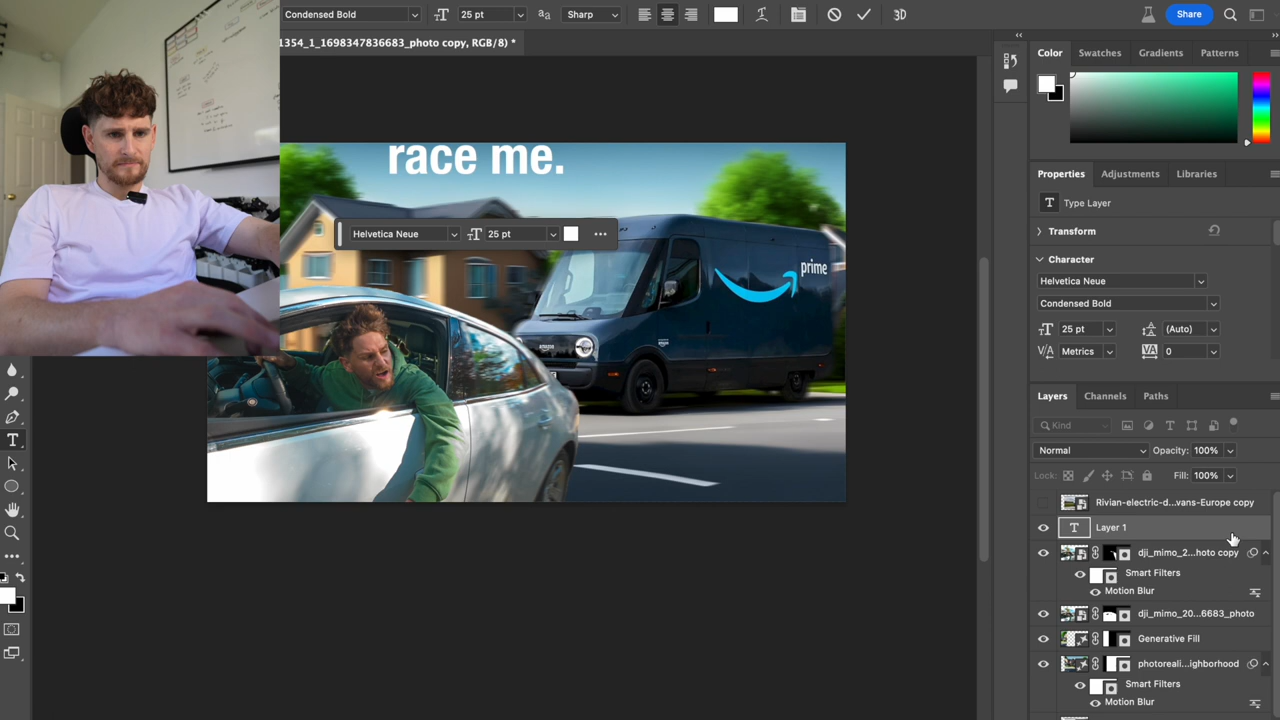 Condensed Bold 25 pt aa Sharp Share
1354_1_1698347836683_photo copy, RGB/8) *
Color Swatches Gradients Patterns
race me.
Properties Adjustments Libraries
T Type Layer
Transform
Helvetica Neue 25 pt
prime
Character
Helvetica Neue
Condensed Bold
25 pt (Auto)
Metrics 0
amazon
Layers Channels Paths
Kind
Normal Opacity: 100%
Lock: Fill: 100%
Rivian-electric-d...vans-Europe copy
T Layer 1
dji_mimo_2...hoto copy
Smart Filters
Motion Blur
dji_mimo_20...6683_photo
Generative Fill
photoreali...ighborhood
Smart Filters
Motion Blur